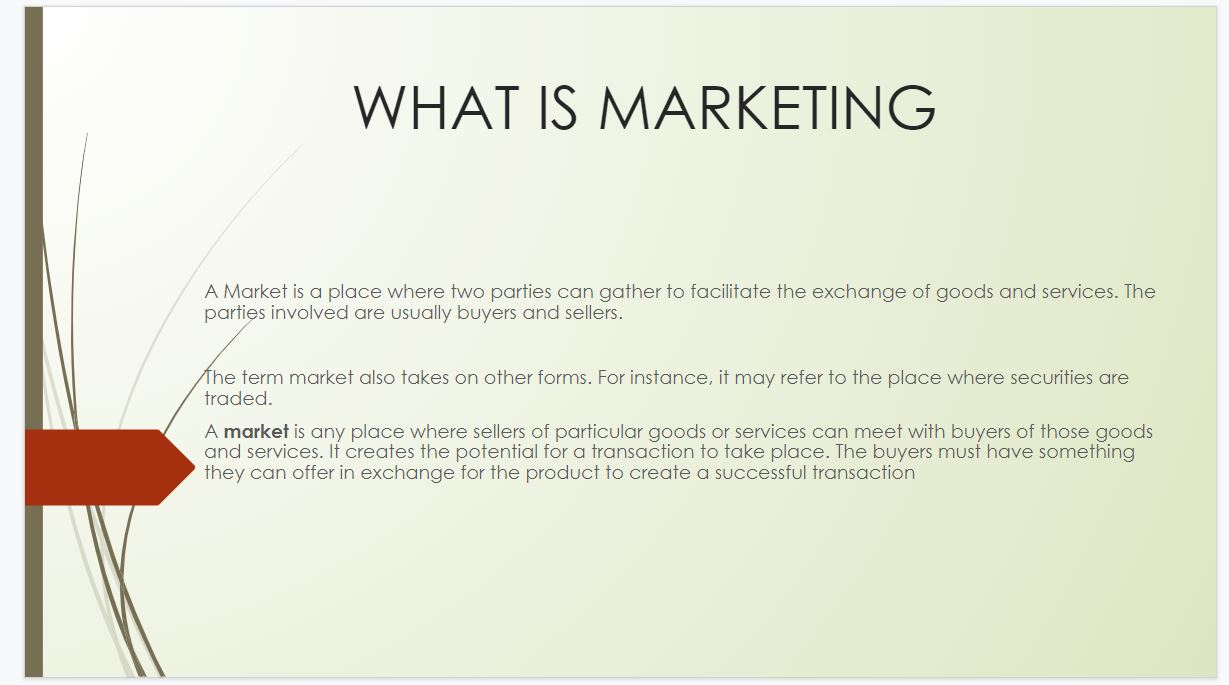 WHAT IS MARKETING
A Market is a place where two parties can gather to facilitate the exchange of goods and services. The
parties involved are usually buyers and sellers.
The term market also takes on other forms. For instance, it may refer to the place where securities are
traded.
A market is any place where sellers of particular goods or services can meet with buyers of those goods
and services. It creates the potential for a transaction to take place. The buyers must have something
they can offer in exchange for the product to create a successful transaction